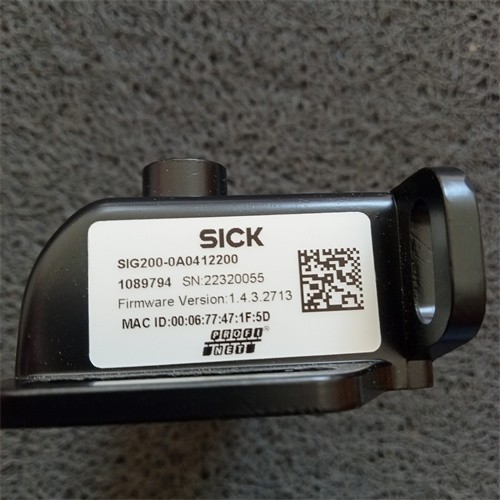 SICK
SIG200-0A0412200
1089794 SN:22320055
Firmware Version:1.4.3.2713
MAC ID:00:06:77:47:1F:5D
PROFI
NET